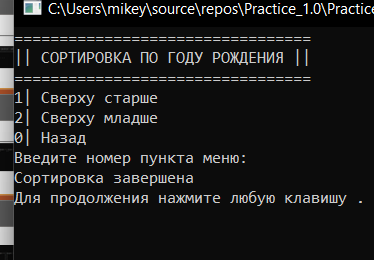 C:\Users\mikey\source\repos\Practice_1.0\Practice
=================================
|| СОРТИРОВКА ПО ГОДУ РОЖДЕНИЯ ||
=================================
1| Сверху старше
2| Сверху младше
0| Назад
Введите номер пункта меню:
Сортировка завершена
Для продолжения нажмите любую клавишу .